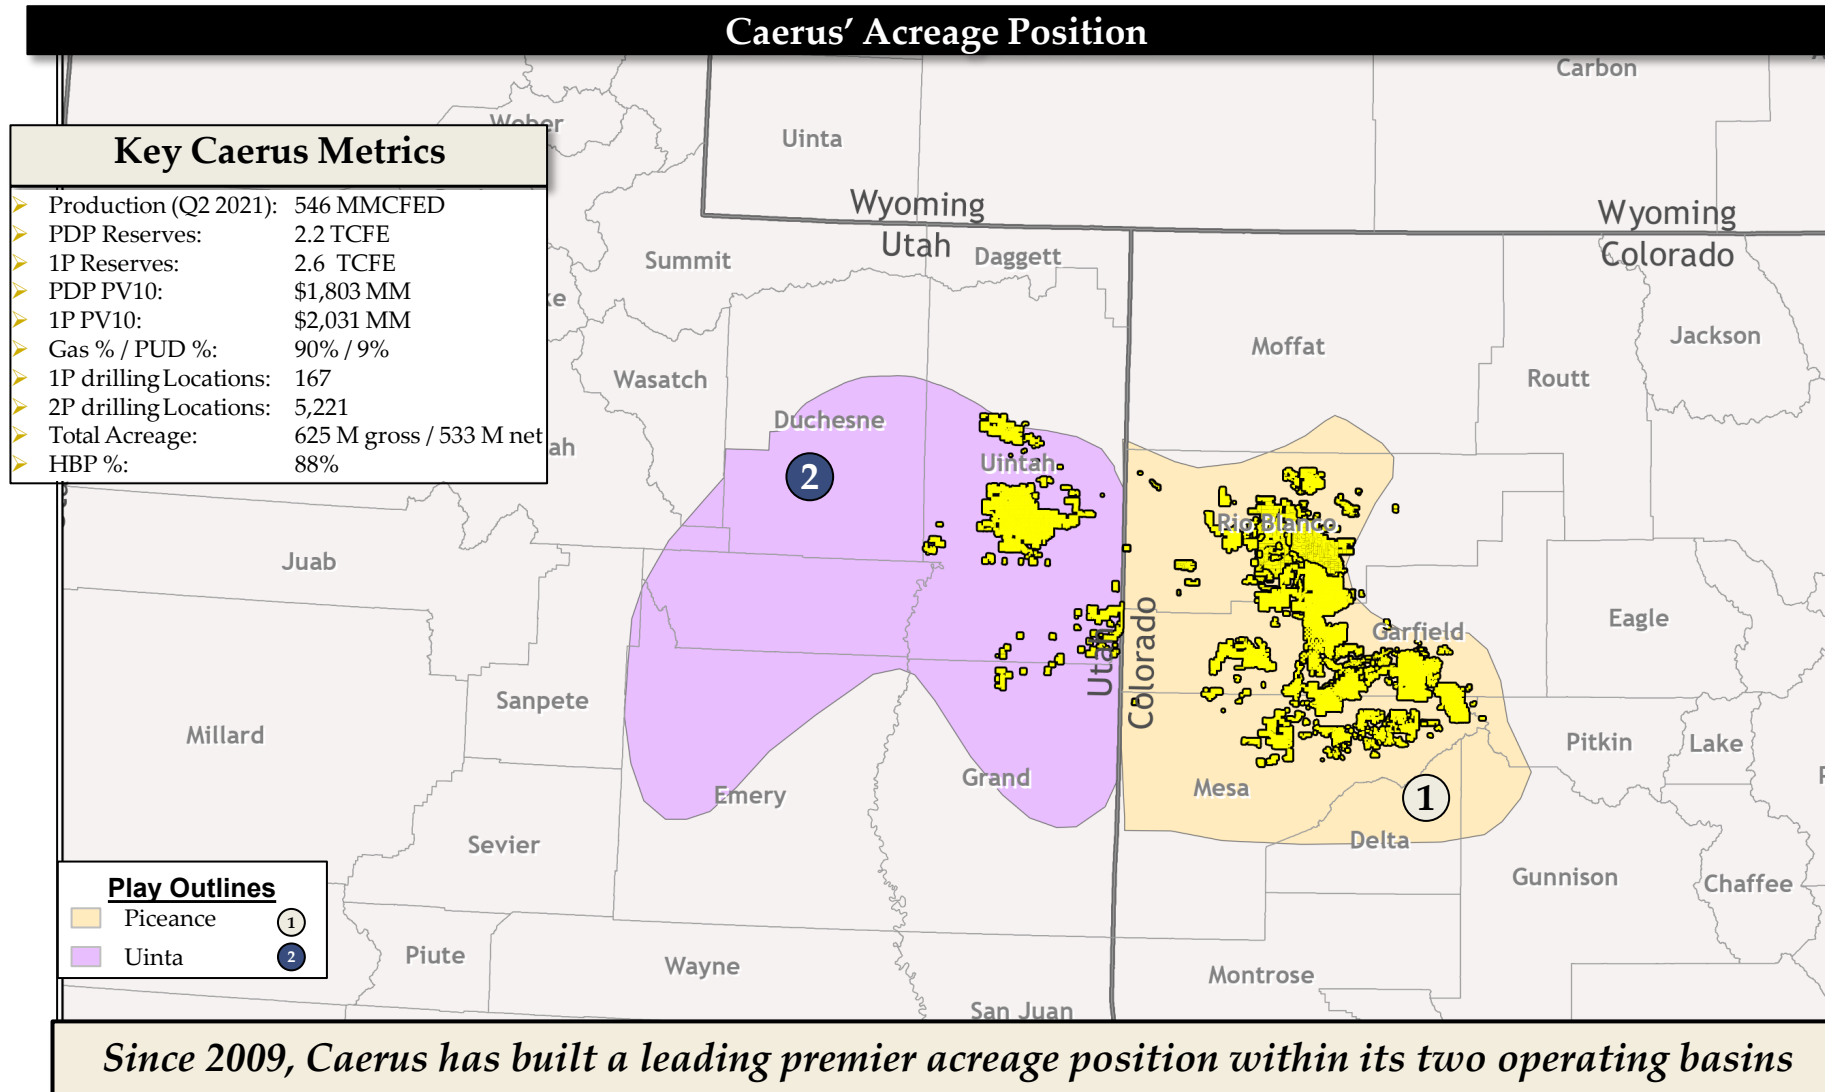 Caerus' Acreage Position
Carbon
Weber
Uinta
Key Caerus Metrics
Production (Q2 2021): 546 MMCFED
PDP Reserves: 2.2 TCFE
1P Reserves: 2.6 TCFE
PDP PV10: $1,803 MM
1P PV10: $2,031 MM
Gas % / PUD %: 90% / 9%
1P drilling Locations: 167
2P drilling Locations: 5,221
Total Acreage: 625 M gross / 533 M net
HBP %: 88%
Wyoming
Wyoming
Utah
Colorado
Summit
Daggett
Moffat
Jackson
Routt
Wasatch
Duchesne
Uintah
2
ah
Rio Blanco
Juab
Utah
Colorado
Garfield
Eagle
Sanpete
Millard
Pitkin
Lake
Emery
Grand
Mesa
1
Sevier
Delta
Gunnison
Chaffee
Play Outlines
Piceance 1
Uinta 2
Piute
Wayne
Montrose
San Juan
Since 2009, Caerus has built a leading premier acreage position within its two operating basins